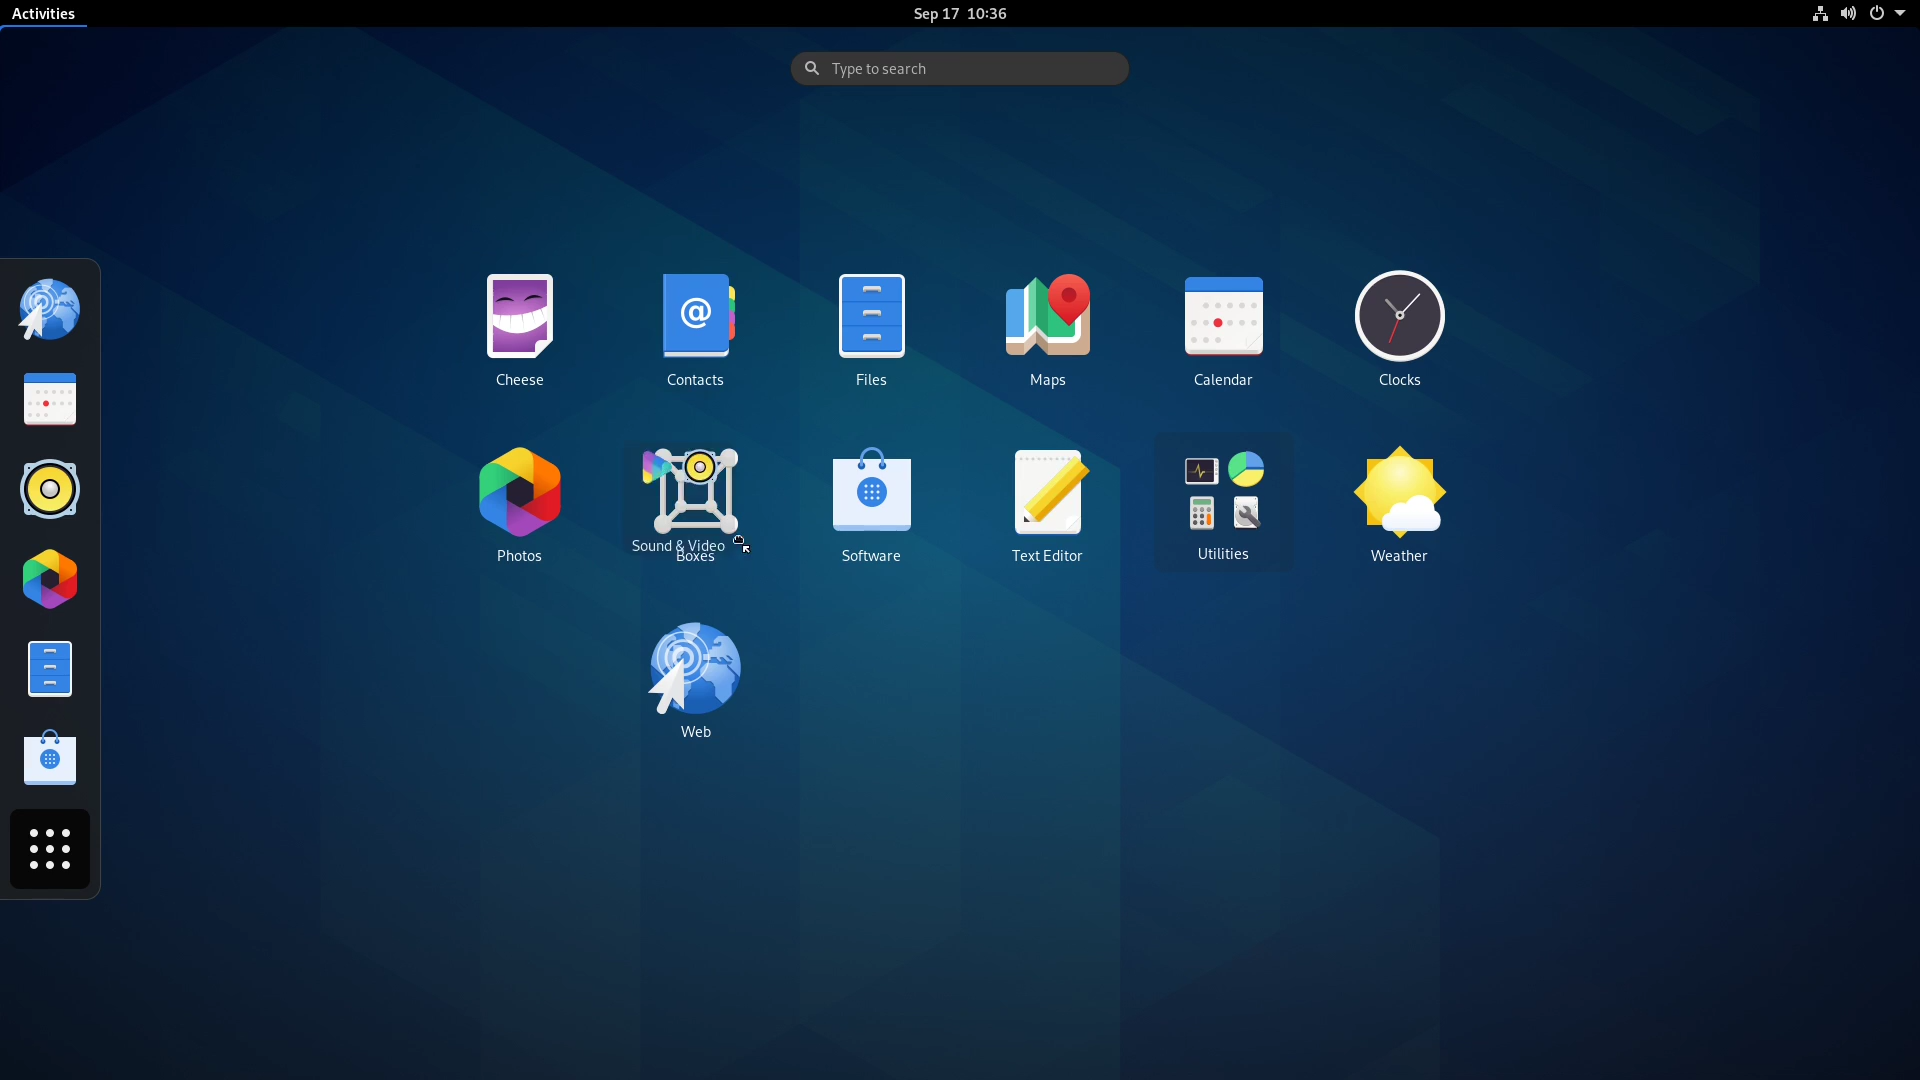 Activities
Sep 17 10:36
Type to search
Cheese
Contacts
Files
Maps
Calendar
Clocks
Photos
Sound & Video
Boxes
Software
Text Editor
Utilities
Weather
Web